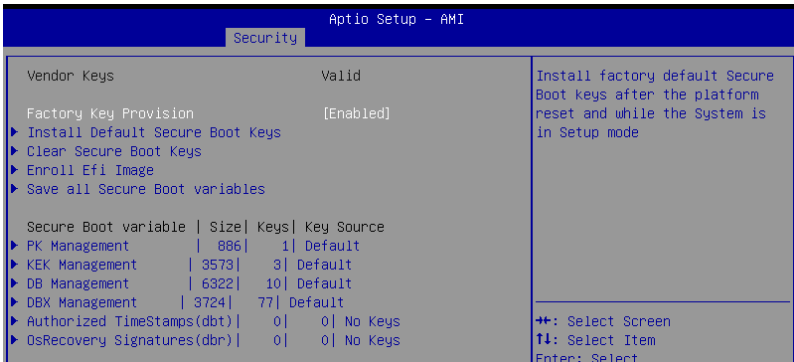 Aptio Setup - AMI
Security
Vendor Keys Valid
Factory Key Provision [Enabled]
Install Default Secure Boot Keys
Clear Secure Boot Keys
Enroll Efi Image
Save all Secure Boot variables
Secure Boot variable | Size| Keys| Key Source
PK Management | 886| 1| Default
KEK Management | 3573| 3| Default
DB Management | 6322| 10| Default
DBX Management | 3724| 77| Default
Authorized TimeStamps(dbt)| 0| 0| No Keys
OsRecovery Signatures(dbr)| 0| 0| No Keys
Install factory default Secure
Boot keys after the platform
reset and while the System is
in Setup mode
→←: Select Screen
↑↓: Select Item
Enter: Select